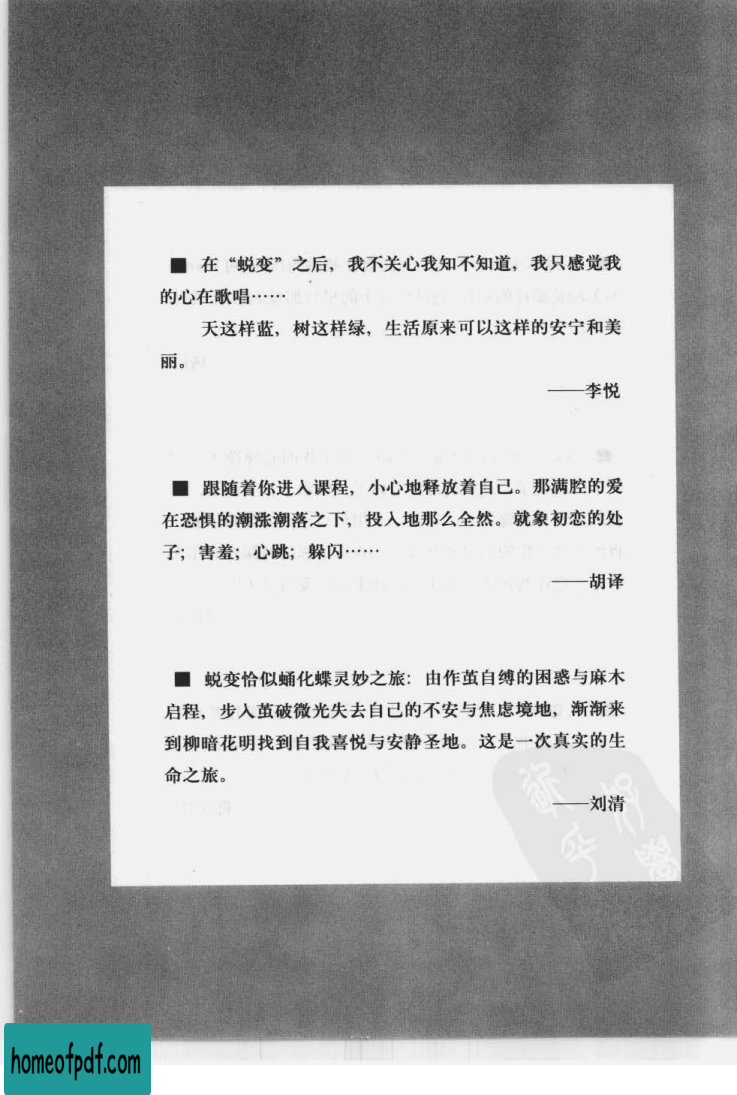 ■ 在“蜕变”之后，我不关心我知不知道，我只感觉我
的心在歌唱……
天这样蓝，树这样绿，生活原来可以这样的安宁和美
丽。
——李悦
■ 跟随着你进入课程，小心地释放着自己。那满腔的爱
在恐惧的潮涨潮落之下，投入地那么全然。就象初恋的处
子；害羞；心跳；躲闪……
——胡译
■ 蜕变恰似蛹化蝶灵妙之旅：由作茧自缚的困惑与麻木
启程，步入茧破微光失去自己的不安与焦虑境地，渐渐来
到柳暗花明找到自我喜悦与安静圣地。这是一次真实的生
命之旅。
——刘清
homeofpdf.com